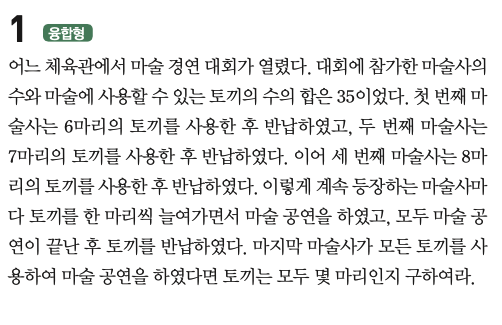 1 융합형
어느 체육관에서 마술 경연 대회가 열렸다. 대회에 참가한 마술사의
수와 마술에 사용할 수 있는 토끼의 수의 합은 35이었다. 첫 번째 마
술사는 6마리의 토끼를 사용한 후 반납하였고, 두 번째 마술사는
7마리의 토끼를 사용한 후 반납하였다. 이어 세 번째 마술사는 8마
리의 토끼를 사용한 후 반납하였다. 이렇게 계속 등장하는 마술사마
다 토끼를 한 마리씩 늘여가면서 마술 공연을 하였고, 모두 마술 공
연이 끝난 후 토끼를 반납하였다. 마지막 마술사가 모든 토끼를 사
용하여 마술 공연을 하였다면 토끼는 모두 몇 마리인지 구하여라.